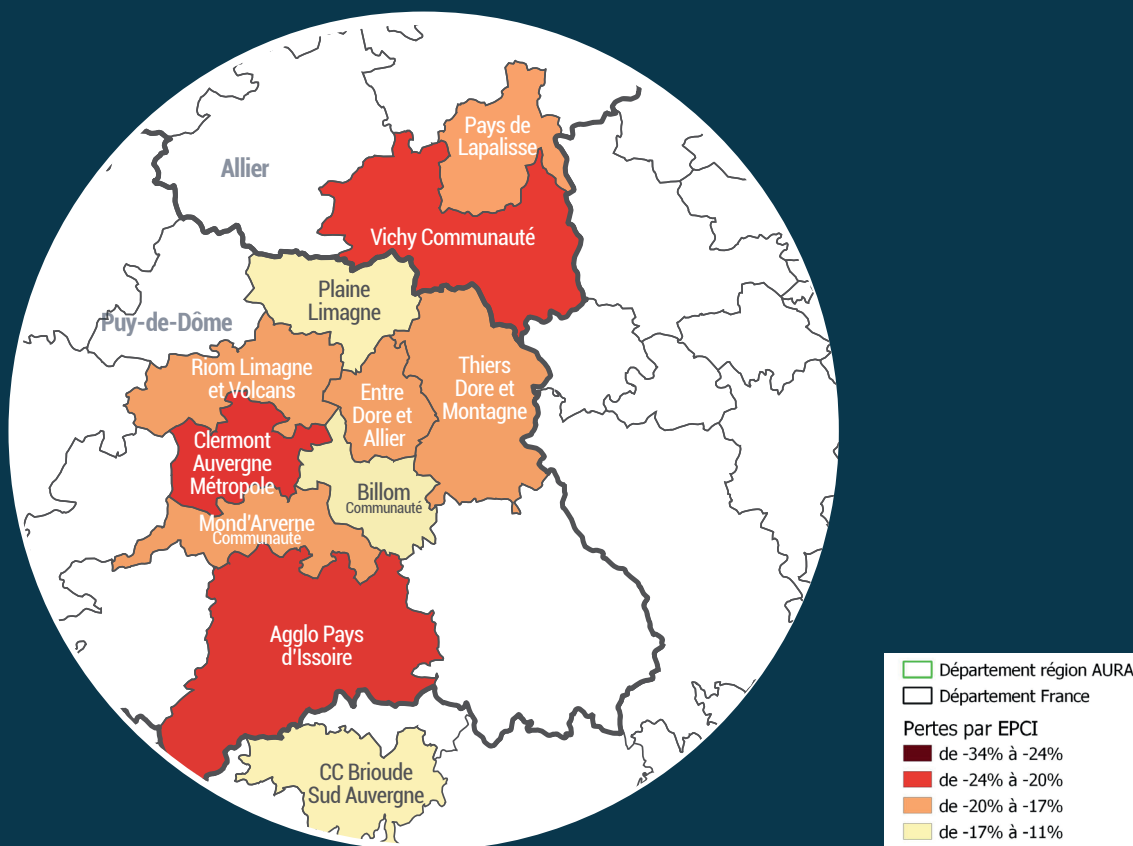 Pays de
Lapalisse
Allier
Vichy Communauté
Plaine
Limagne
Puy-de-Dôme
Riom Limagne
et Volcans
Thiers
Dore et
Montagne
Entre
Dore et
Allier
Clermont
Auvergne
Métropole
Billom
Communauté
Mond'Arverne
Communauté
Agglo Pays
d'Issoire
CC Brioude
Sud Auvergne
Département région AURA
Département France
Pertes par EPCI
de -34% à -24%
de -24% à -20%
de -20% à -17%
de -17% à -11%